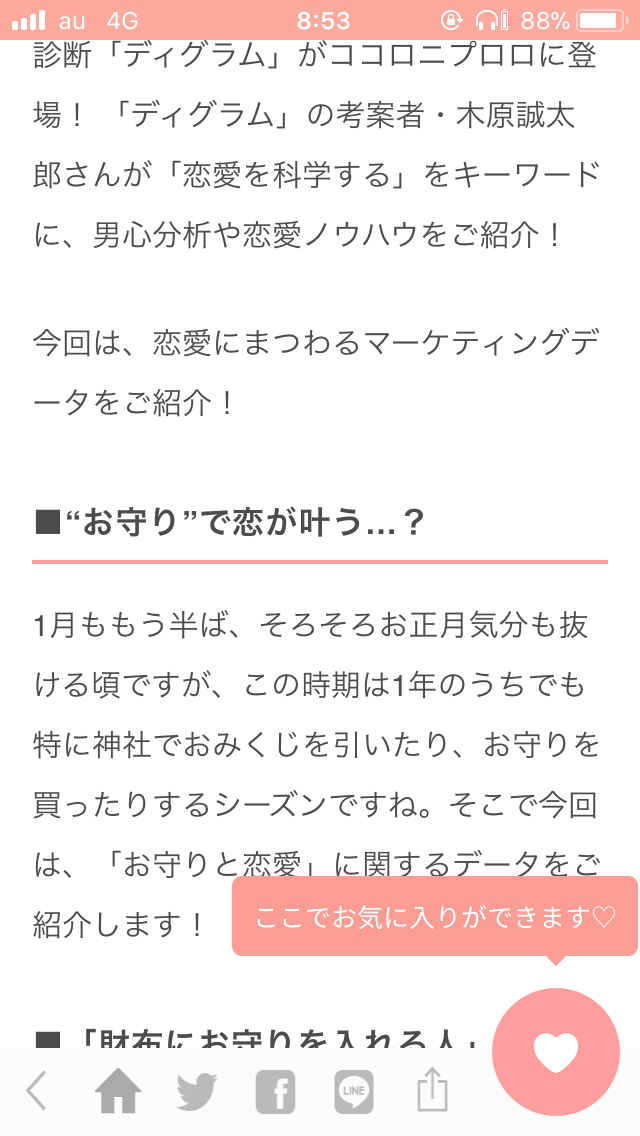 au 4G 8:53 88%
診断「ディグラム」がココロニプロロに登
場！「ディグラム」の考案者・木原誠太
郎さんが「恋愛を科学する」をキーワード
に、男心分析や恋愛ノウハウをご紹介！
今回は、恋愛にまつわるマーケティングデ
ータをご紹介！
■“お守り”で恋が叶う…？
1月ももう半ば、そろそろお正月気分も抜
ける頃ですが、この時期は1年のうちでも
特に神社でおみくじを引いたり、お守りを
買ったりするシーズンですね。そこで今回
は、「お守りと恋愛」に関するデータをご
紹介します！
ここでお気に入りができます♡
■「財布にお守りを入れる人」
LINE